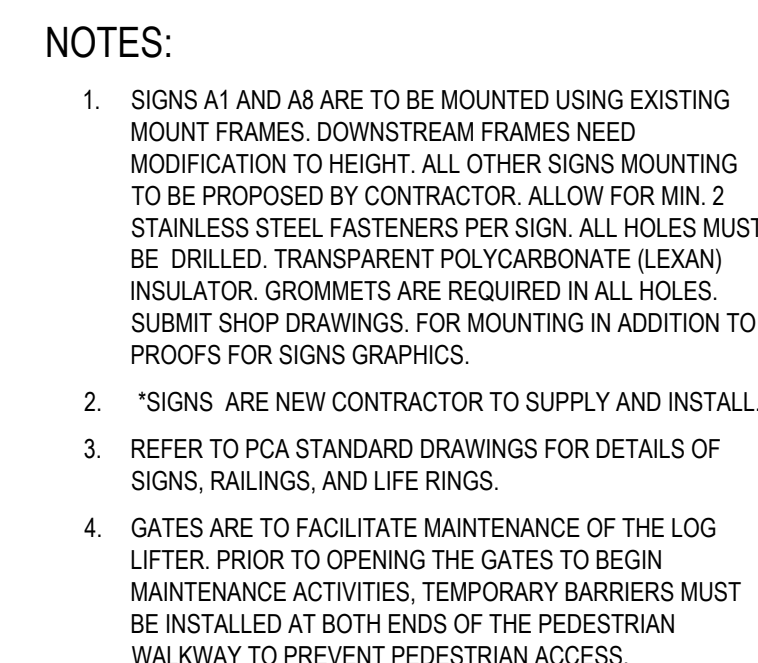 NOTES:
1. SIGNS A1 AND A8 ARE TO BE MOUNTED USING EXISTING
MOUNT FRAMES. DOWNSTREAM FRAMES NEED
MODIFICATION TO HEIGHT. ALL OTHER SIGNS MOUNTING
TO BE PROPOSED BY CONTRACTOR. ALLOW FOR MIN. 2
STAINLESS STEEL FASTENERS PER SIGN. ALL HOLES MUST
BE DRILLED. TRANSPARENT POLYCARBONATE (LEXAN)
INSULATOR. GROMMETS ARE REQUIRED IN ALL HOLES.
SUBMIT SHOP DRAWINGS. FOR MOUNTING IN ADDITION TO
PROOFS FOR SIGNS GRAPHICS.
2. *SIGNS ARE NEW CONTRACTOR TO SUPPLY AND INSTALL.
3. REFER TO PCA STANDARD DRAWINGS FOR DETAILS OF
SIGNS, RAILINGS, AND LIFE RINGS.
4. GATES ARE TO FACILITATE MAINTENANCE OF THE LOG
LIFTER. PRIOR TO OPENING THE GATES TO BEGIN
MAINTENANCE ACTIVITIES, TEMPORARY BARRIERS MUST
BE INSTALLED AT BOTH ENDS OF THE PEDESTRIAN
WALKWAY TO PREVENT PEDESTRIAN ACCESS.